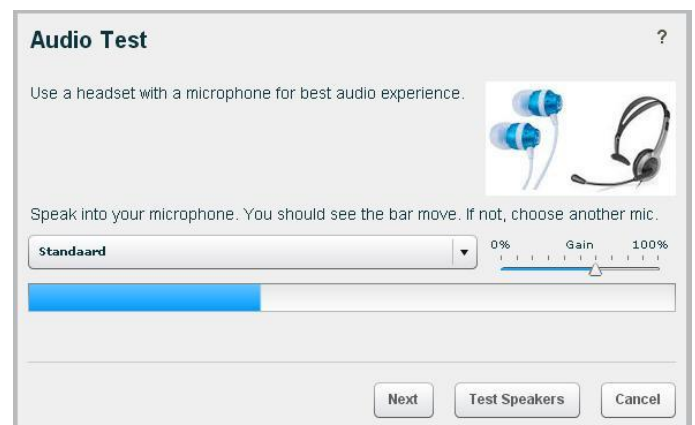 Audio Test ?
Use a headset with a microphone for best audio experience.
Speak into your microphone. You should see the bar move. If not, choose another mic.
Standaard
0% Gain 100%
Next Test Speakers Cancel